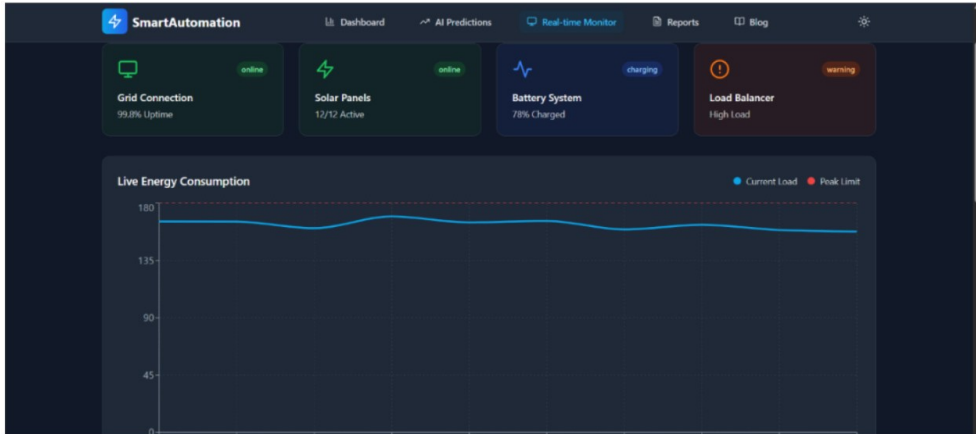 SmartAutomation Dashboard AI Predictions Real-time Monitor Reports Blog
online online charging warning
Grid Connection Solar Panels Battery System Load Balancer
99.8% Uptime 12/12 Active 78% Charged High Load
Live Energy Consumption Current Load Peak Limit
180
135
90
45
0